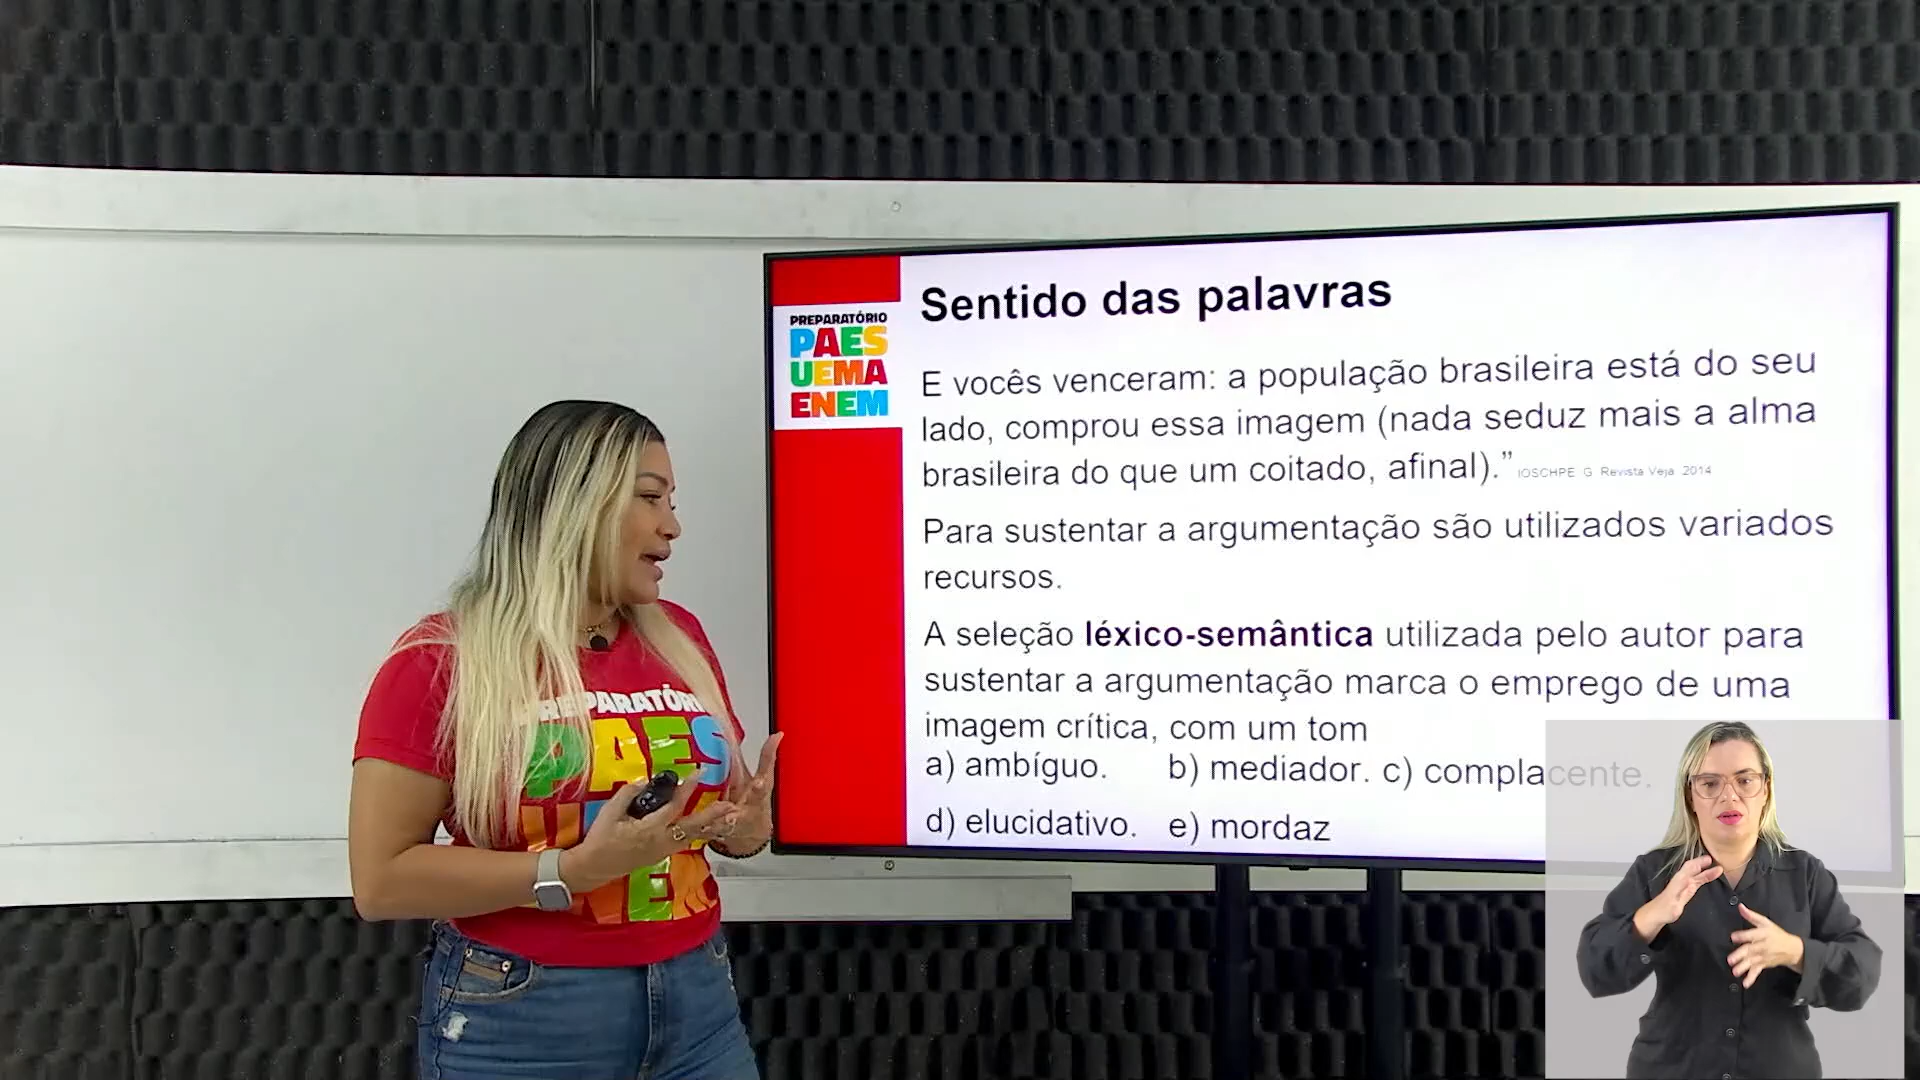 Sentido das palavras
PREPARATÓRIO
PAES
UEMA
ENEM
E vocês venceram: a população brasileira está do seu
lado, comprou essa imagem (nada seduz mais a alma
brasileira do que um coitado, afinal).” IOSCHPE G Revista Veja 2014
Para sustentar a argumentação são utilizados variados
recursos.
A seleção léxico-semântica utilizada pelo autor para
sustentar a argumentação marca o emprego de uma
imagem crítica, com um tom
a) ambíguo. b) mediador. c) complacente.
d) elucidativo. e) mordaz
PAES